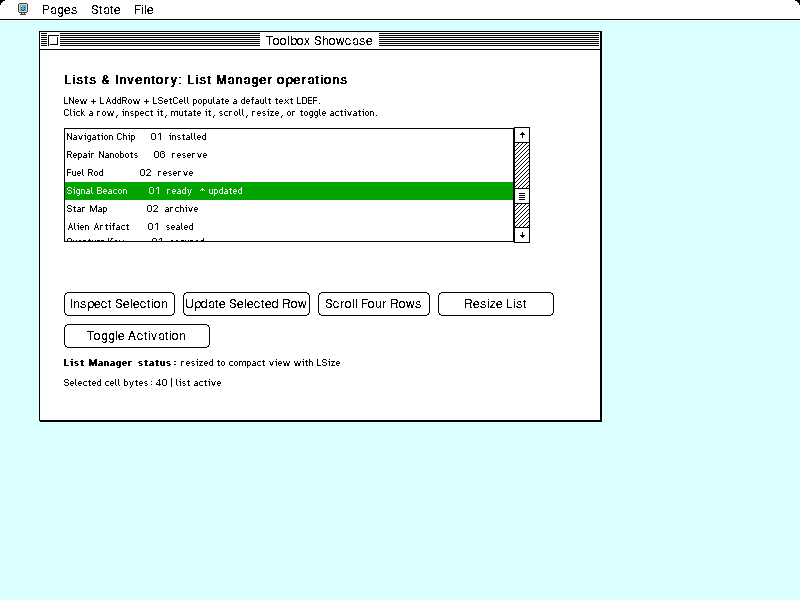 Pages State File
Toolbox Showcase
Lists & Inventory: List Manager operations
LNew + LAddRow + LSetCell populate a default text LDEF.
Click a row, inspect it, mutate it, scroll, resize, or toggle activation.
Navigation Chip 01 installed
Repair Nanobots 06 reserve
Fuel Rod 02 reserve
Signal Beacon 01 ready ^ updated
Star Map 02 archive
Alien Artifact 01 sealed
Inspect Selection Update Selected Row Scroll Four Rows Resize List
Toggle Activation
List Manager status: resized to compact view with LSize
Selected cell bytes: 40 | list active